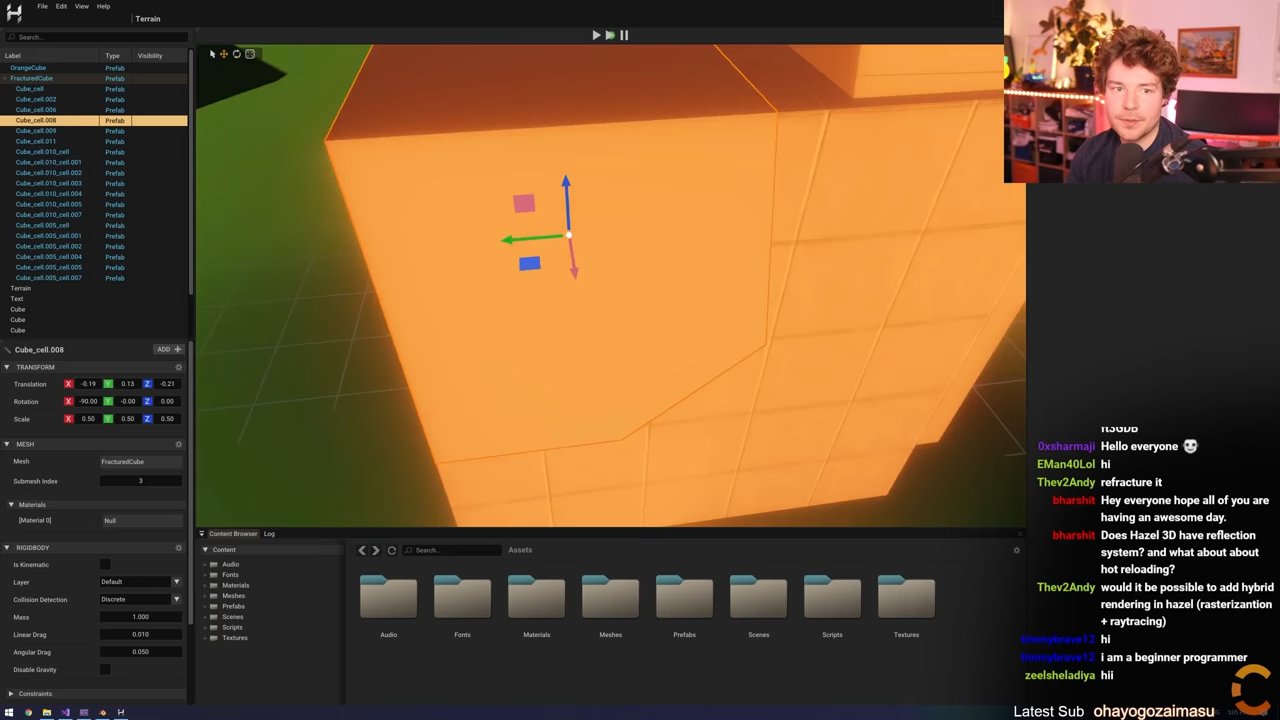 File Edit View Help
Terrain
Search...
Label Type Visibility
OrangeCube Prefab
FracturedCube Prefab
Cube_cell Prefab
Cube_cell.002 Prefab
Cube_cell.006 Prefab
Cube_cell.008 Prefab
Cube_cell.009 Prefab
Cube_cell.011 Prefab
Cube_cell.010_cell Prefab
Cube_cell.010_cell.001 Prefab
Cube_cell.010_cell.002 Prefab
Cube_cell.010_cell.003 Prefab
Cube_cell.010_cell.004 Prefab
Cube_cell.010_cell.005 Prefab
Cube_cell.010_cell.007 Prefab
Cube_cell.005_cell Prefab
Cube_cell.005_cell.001 Prefab
Cube_cell.005_cell.002 Prefab
Cube_cell.005_cell.004 Prefab
Cube_cell.005_cell.005 Prefab
Cube_cell.005_cell.007 Prefab
Terrain
Text
Cube
Cube
Cube
Cube_cell.008 ADD +
TRANSFORM
Translation X -0.19 Y 0.13 Z -0.21
Rotation X -90.00 Y -0.00 Z 0.00
Scale X 0.50 Y 0.50 Z 0.50
MESH
Mesh FracturedCube
Submesh Index 3
Materials
[Material 0] Null
RIGIDBODY
Is Kinematic
Layer Default
Collision Detection Discrete
Mass 1.000
Linear Drag 0.010
Angular Drag 0.050
Disable Gravity
Constraints
Content Browser Log
Content
Audio
Fonts
Materials
Meshes
Prefabs
Scenes
Scripts
Textures
Search... Assets
Audio Fonts Materials Meshes Prefabs Scenes Scripts Textures
0xsharmaji Hello everyone
EMan40Lol hi
Thev2Andy refracture it
bharshit Hey everyone hope all of you are
having an awesome day.
bharshit Does Hazel 3D have reflection
system? and what about about
hot reloading?
Thev2Andy would it be possible to add hybrid
rendering in hazel (rasterizantion
+ raytracing)
timmybrave12 hi
timmybrave12 i am a beginner programmer
zeelsheladiya hii
Latest Sub ohayogozaimasu